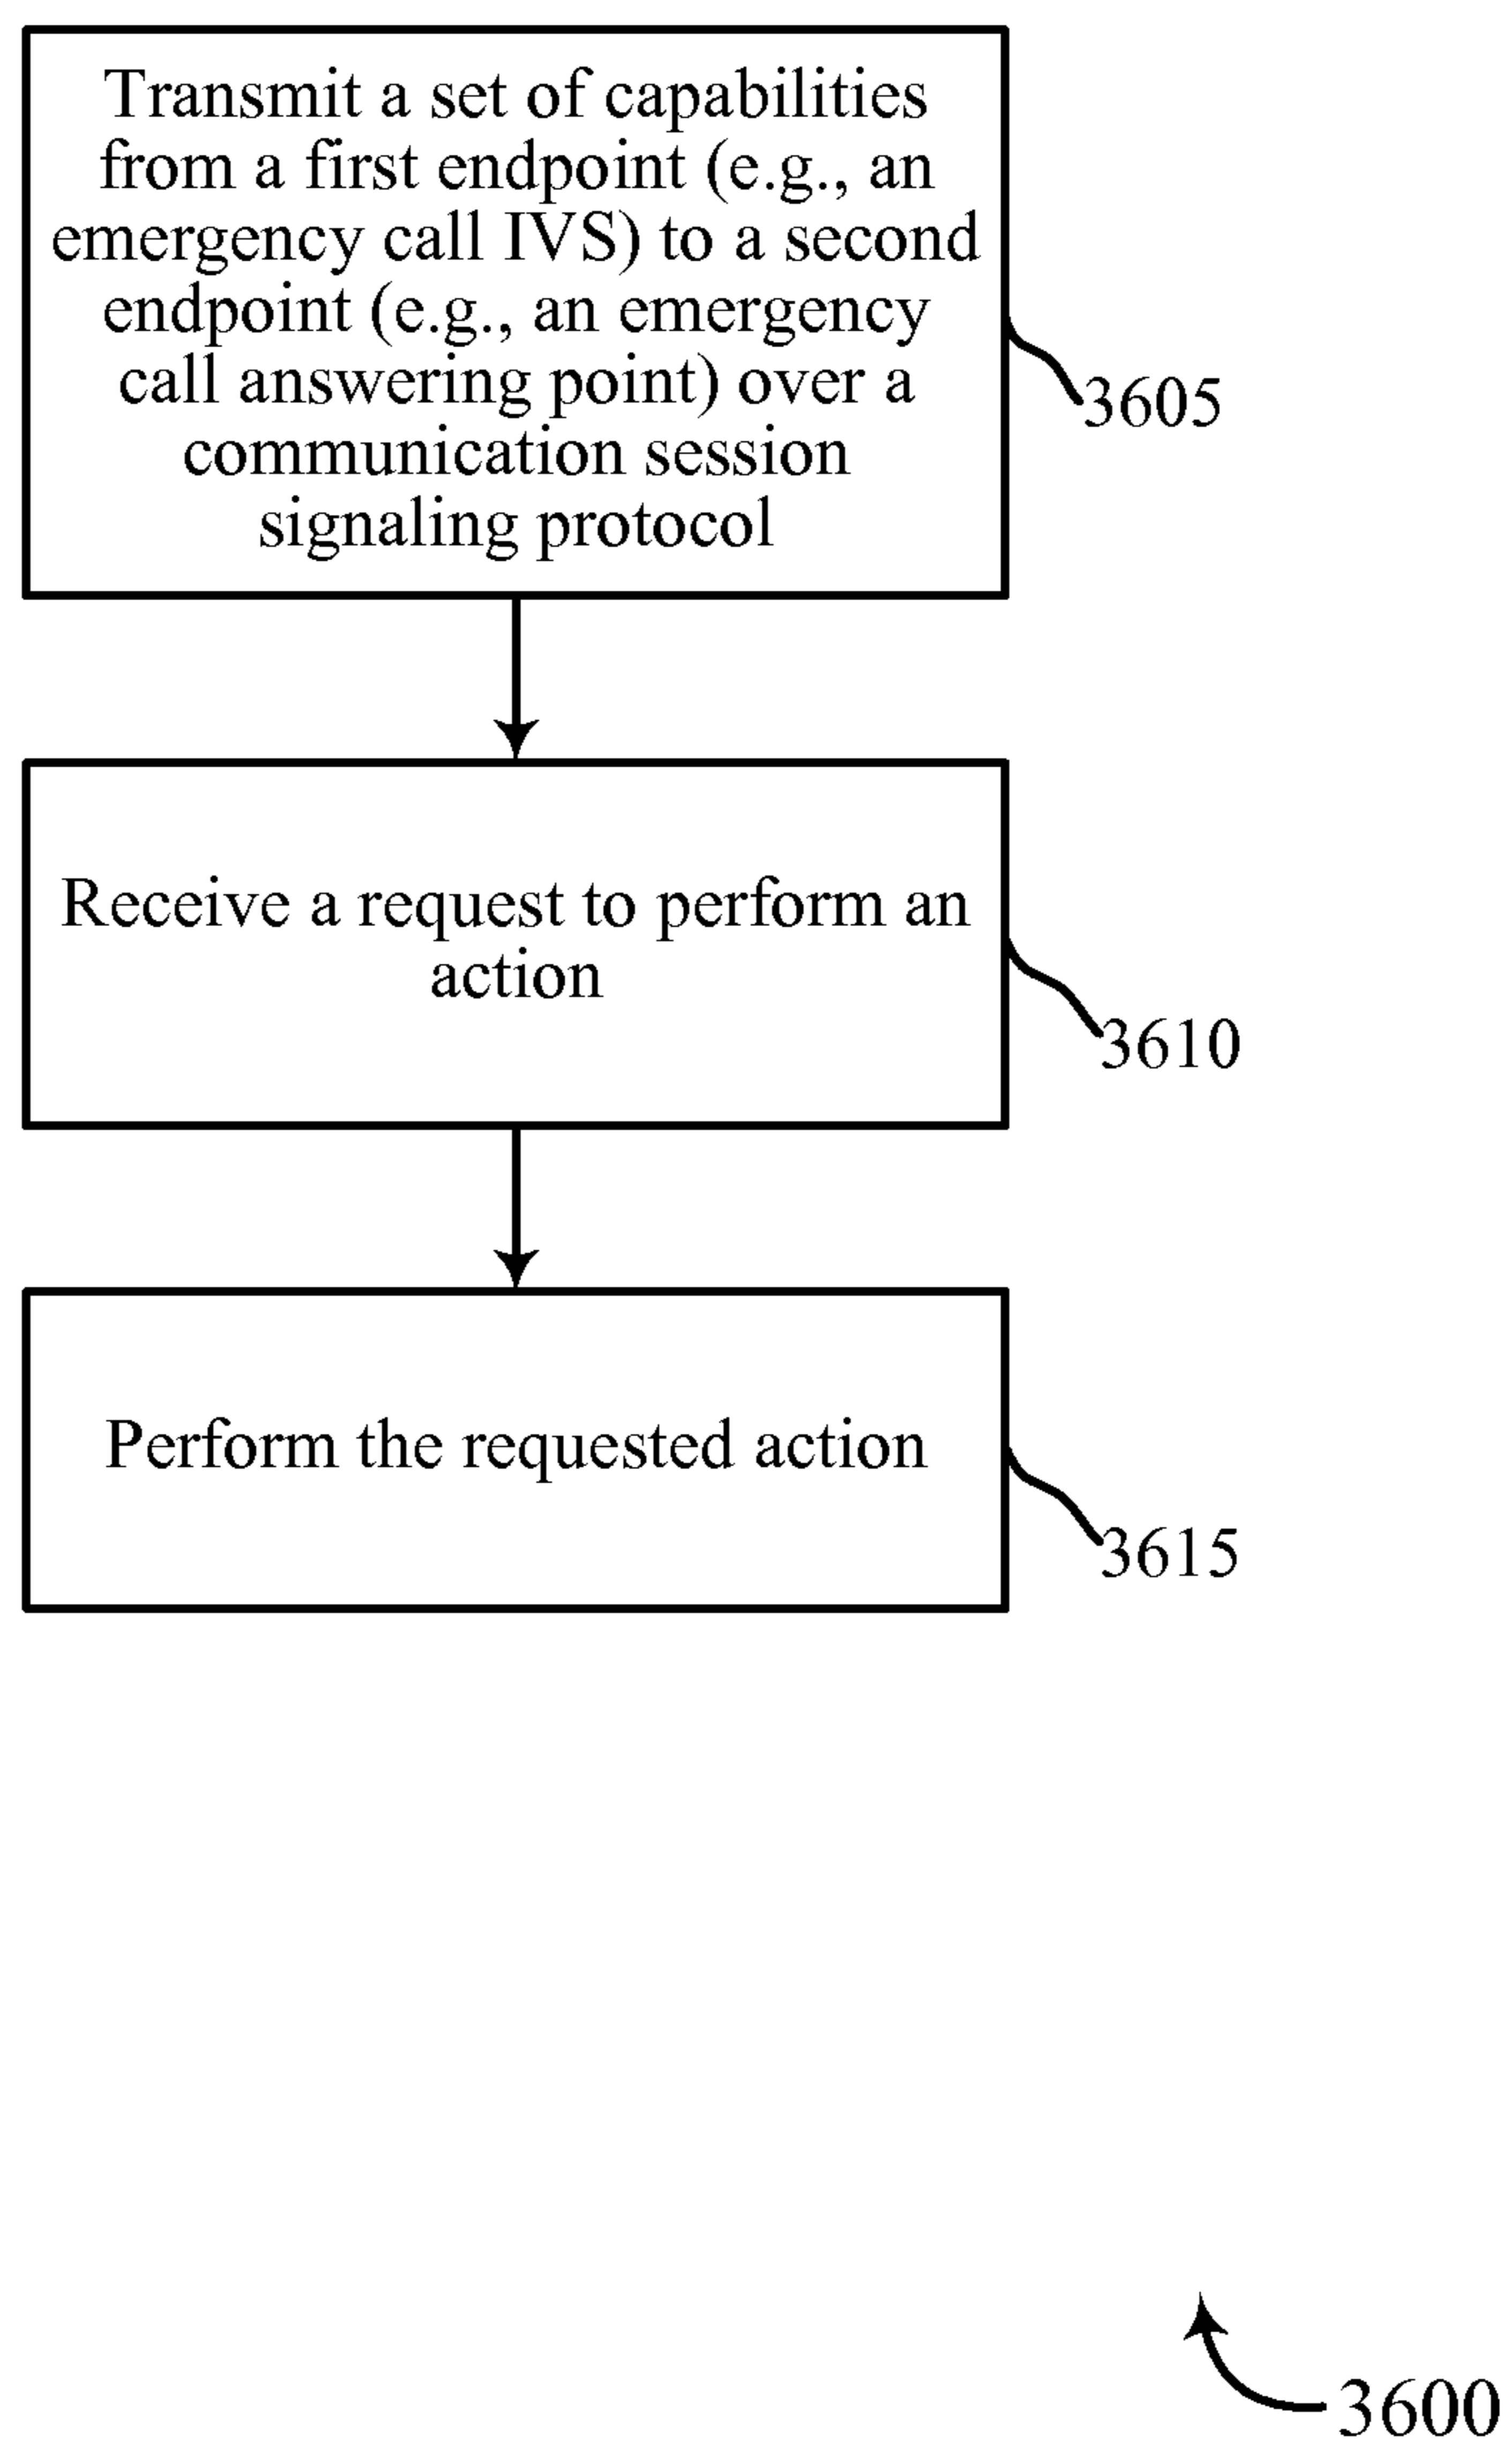 Transmit a set of capabilities
from a first endpoint (e.g., an
emergency call IVS) to a second
endpoint (e.g., an emergency
call answering point) over a
communication session
signaling protocol
3605
Receive a request to perform an
action
3610
Perform the requested action
3615
3600